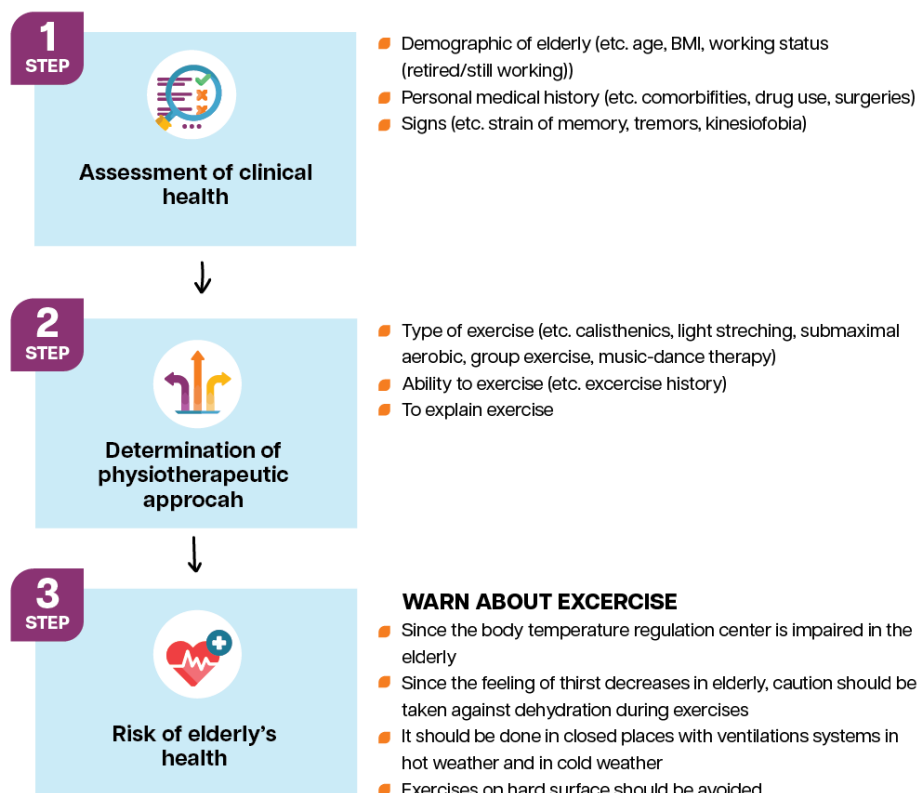 1
STEP
Assessment of clinical
health
Demographic of elderly (etc. age, BMI, working status
(retired/still working))
Personal medical history (etc. comorbifities, drug use, surgeries)
Signs (etc. strain of memory, tremors, kinesiofobia)
2
STEP
Determination of
physiotherapeutic
approcah
Type of exercise (etc. calisthenics, light streching, submaximal
aerobic, group exercise, music-dance therapy)
Ability to exercise (etc. excercise history)
To explain exercise
3
STEP
Risk of elderly's
health
WARN ABOUT EXCERCISE
Since the body temperature regulation center is impaired in the
elderly
Since the feeling of thirst decreases in elderly, caution should be
taken against dehydration during exercises
It should be done in closed places with ventilations systems in
hot weather and in cold weather
Exercises on hard surface should be avoided